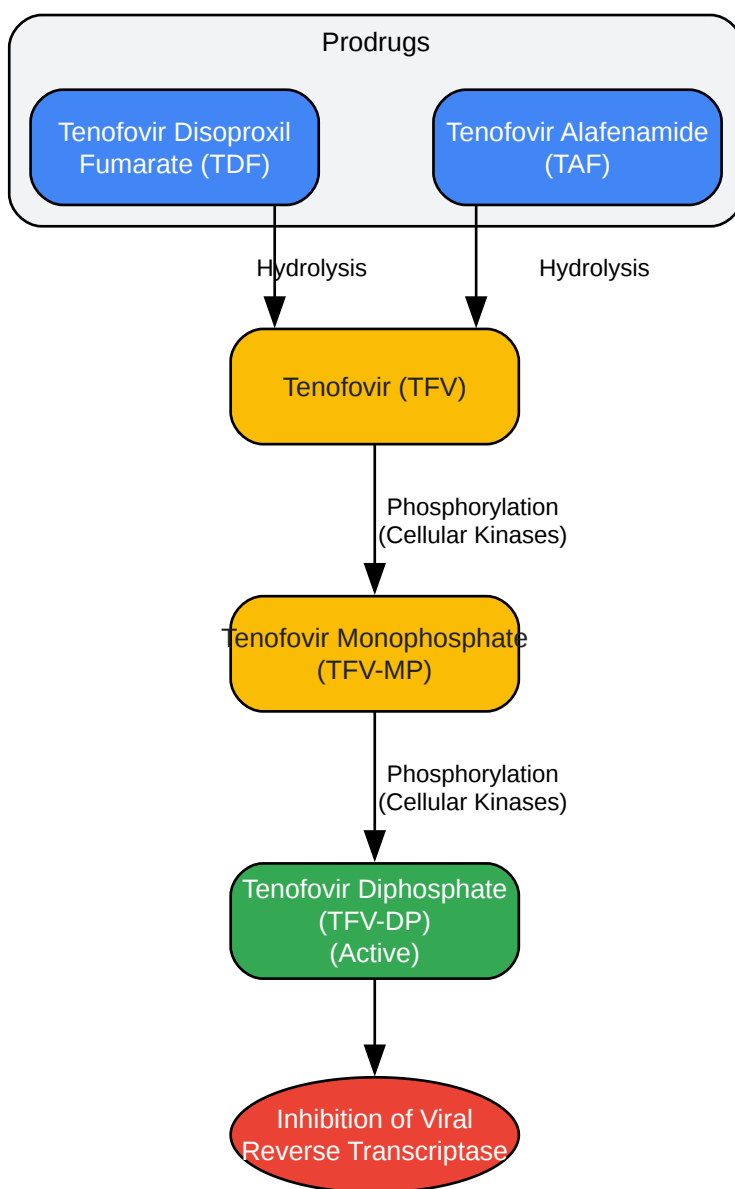 Prodrugs
Tenofovir Disoproxil
Fumarate (TDF)
Tenofovir Alafenamide
(TAF)
Hydrolysis
Hydrolysis
Tenofovir (TFV)
Phosphorylation
(Cellular Kinases)
Tenofovir Monophosphate
(TFV-MP)
Phosphorylation
(Cellular Kinases)
Tenofovir Diphosphate
(TFV-DP)
(Active)
Inhibition of Viral
Reverse Transcriptase